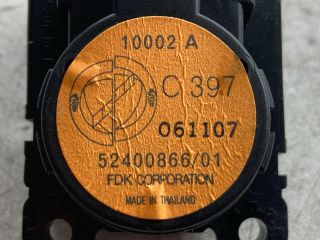 10002 A
C 397
061107
52400866/01
FDK CORPORATION
MADE IN THAILAND